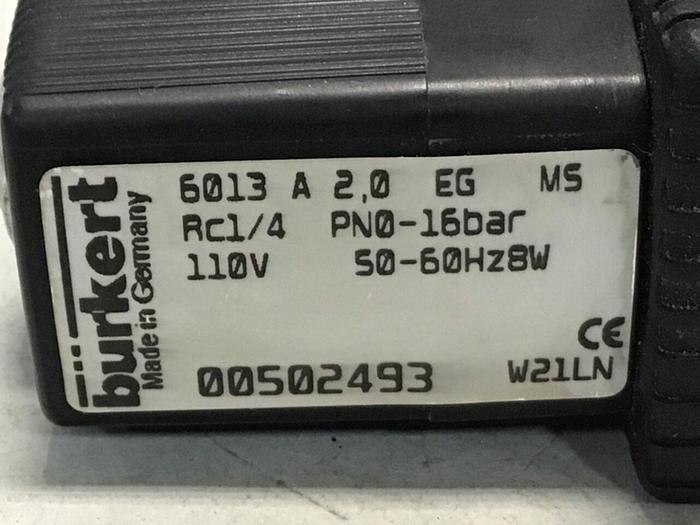 burkert
Made in Germany
6013 A 2,0 EG MS
Rc1/4 PN0-16bar
110V 50-60Hz8W
CE
00502493 W21LN